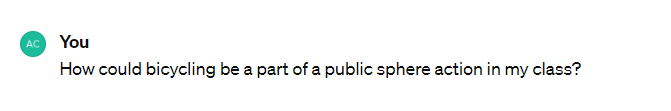 AC
You
How could bicycling be a part of a public sphere action in my class?